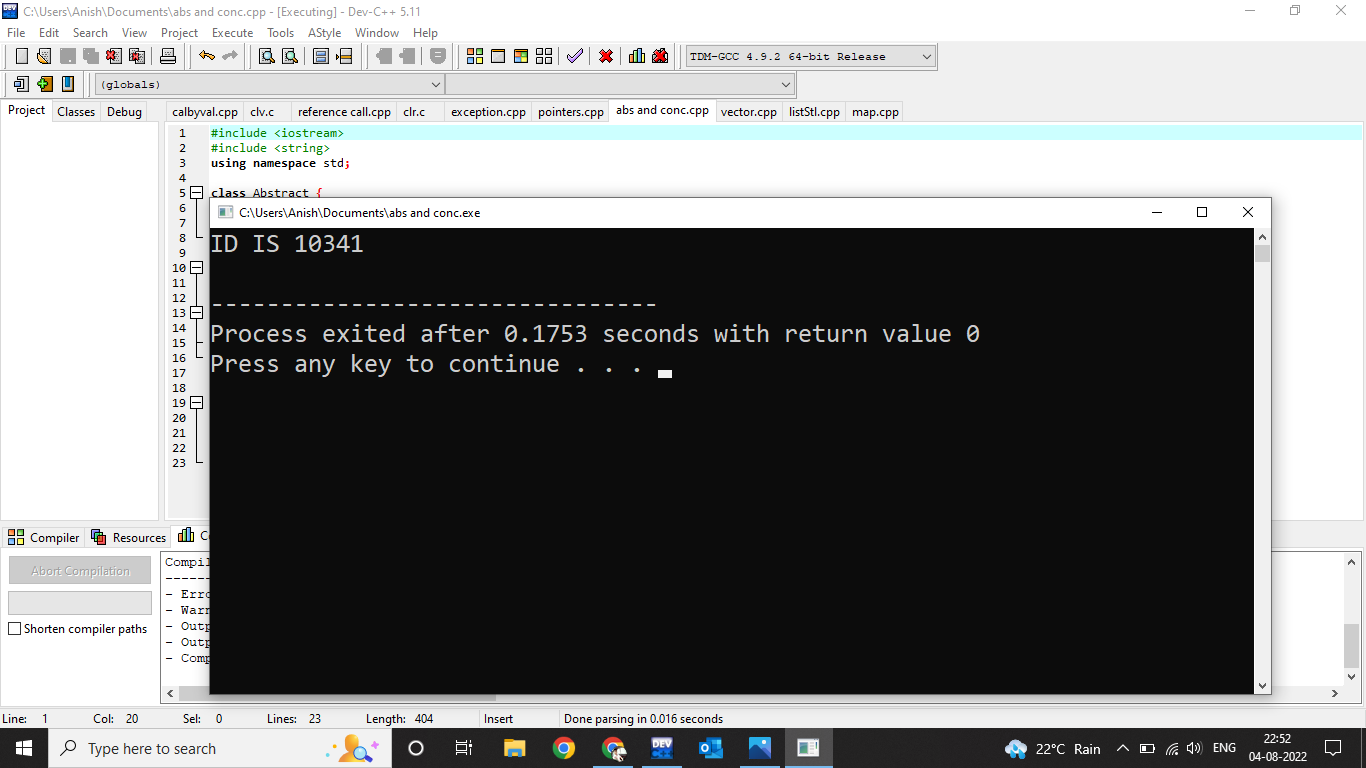 C:\Users\Anish\Documents\abs and conc.cpp - [Executing] - Dev-C++ 5.11
File Edit Search View Project Execute Tools AStyle Window Help
TDM-GCC 4.9.2 64-bit Release
(globals)
Project Classes Debug calbyval.cpp clv.c reference call.cpp clr.c exception.cpp pointers.cpp abs and conc.cpp vector.cpp listStl.cpp map.cpp
1 #include <iostream>
2 #include <string>
3 using namespace std;
4
5 class Abstract {
6 C:\Users\Anish\Documents\abs and conc.exe
7
8 ID IS 10341
9
10
11
12 --------------------------------
13
14 Process exited after 0.1753 seconds with return value 0
15
16 Press any key to continue . . .
17
18
19
20
21
22
23
Compiler Resources
Abort Compilation
Shorten compiler paths
Line: 1 Col: 20 Sel: 0 Lines: 23 Length: 404 Insert Done parsing in 0.016 seconds
Type here to search
DEV
22°C Rain ENG 22:52
04-08-2022